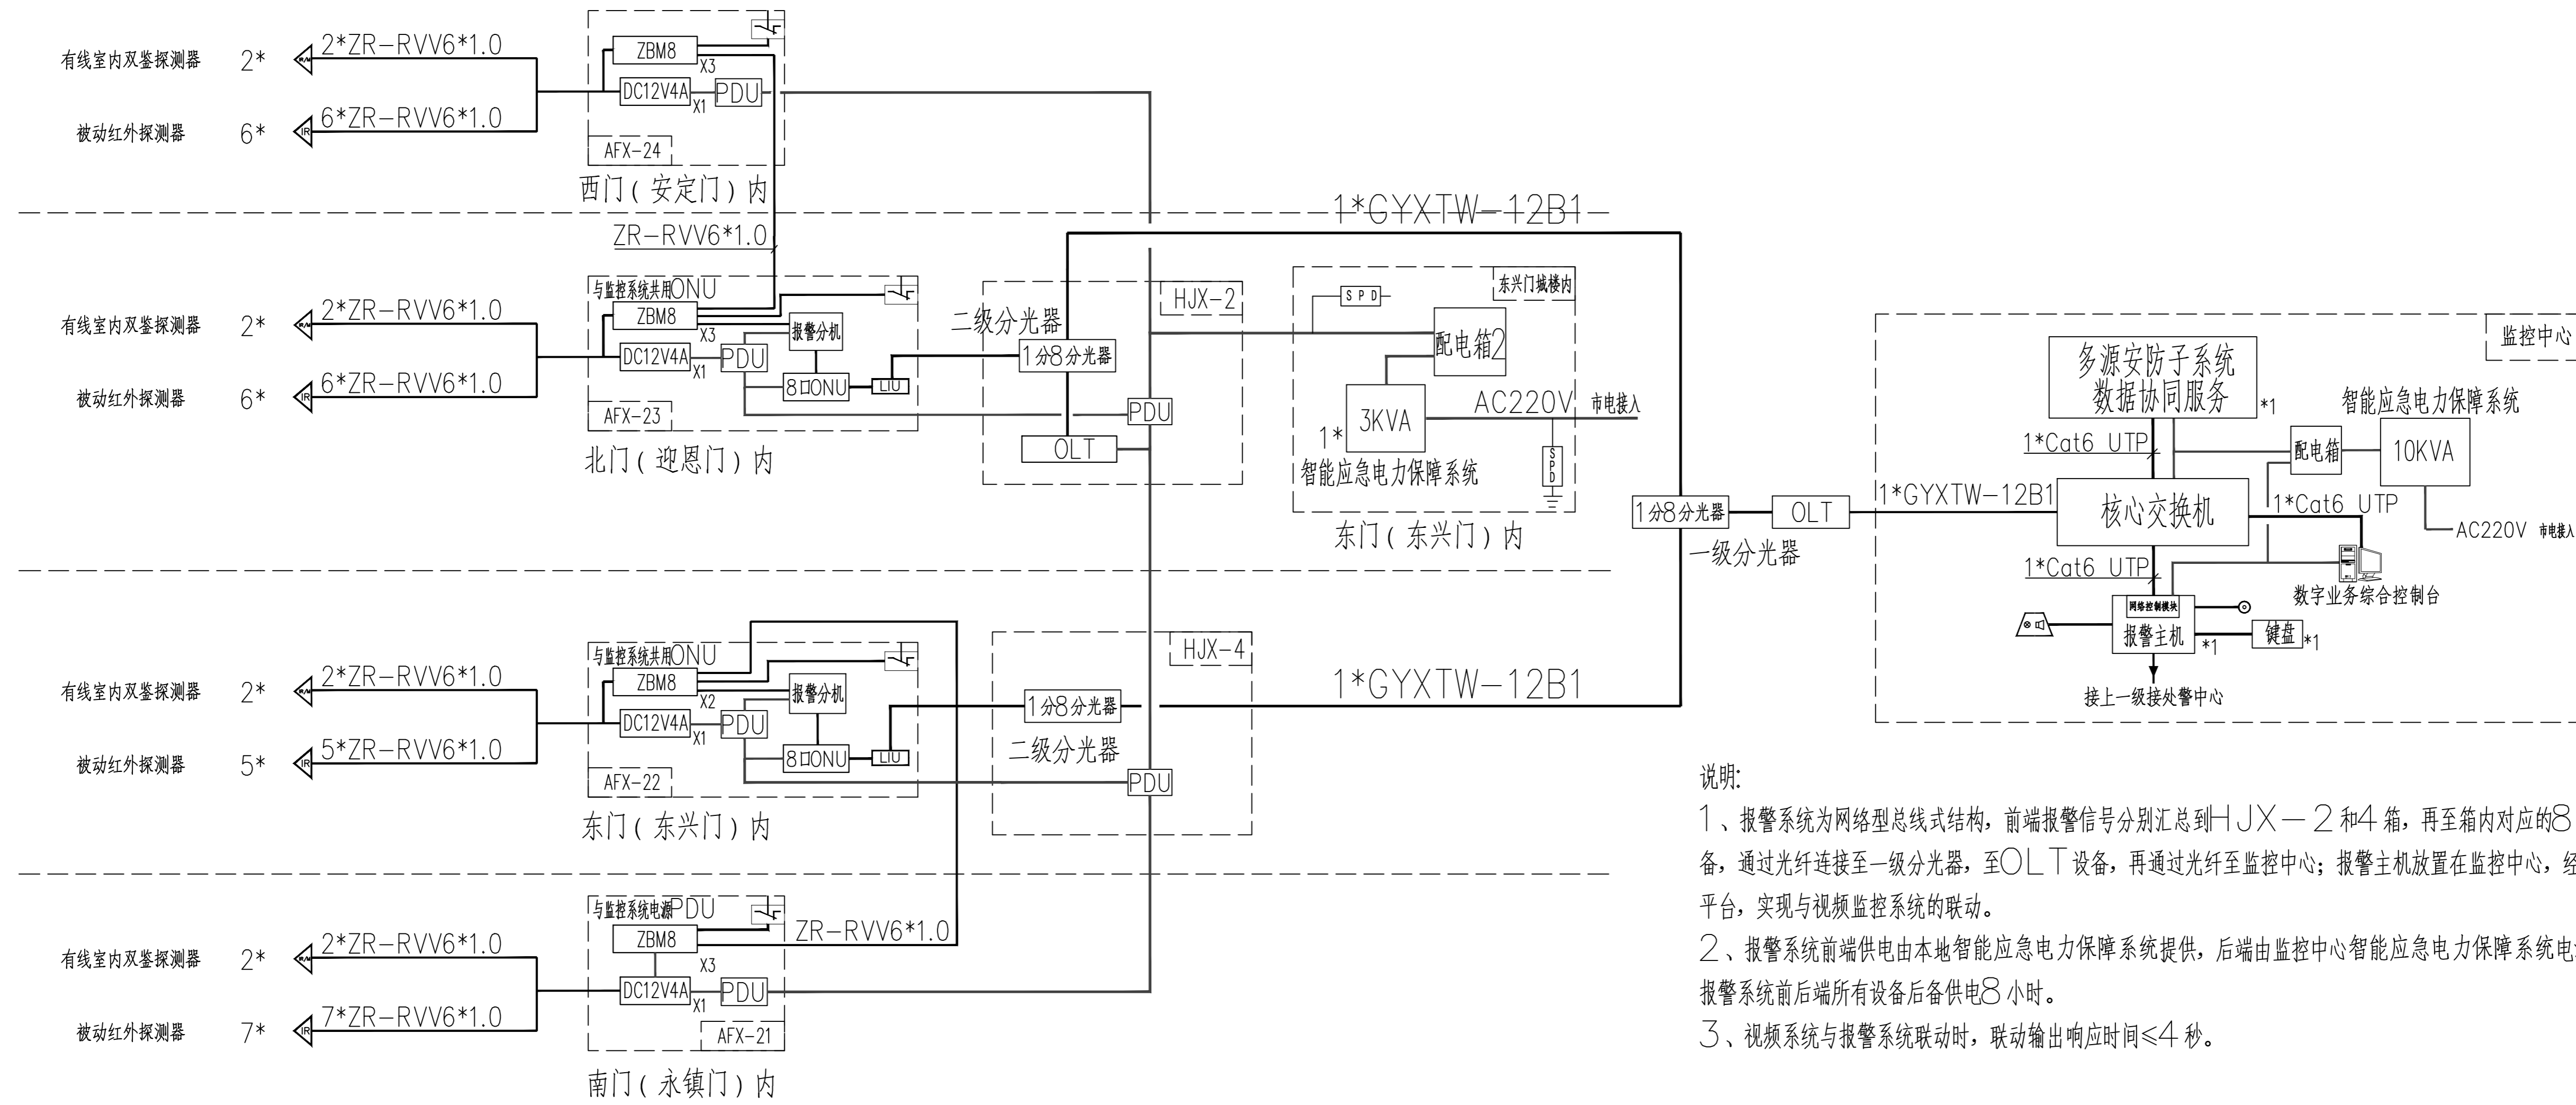 有线室内双鉴探测器 2* 2*ZR-RVV6*1.0
被动红外探测器 6* IR 6*ZR-RVV6*1.0
ZBM8
X3
DC12V4A
X1
PDU
AFX-24
西门(安定门)内
ZR-RVV6*1.0
有线室内双鉴探测器 2* 2*ZR-RVV6*1.0
被动红外探测器 6* IR 6*ZR-RVV6*1.0
与监控系统共用ONU
ZBM8
X3
报警分机
DC12V4A
X1
PDU
8口ONU
LIU
AFX-23
北门(迎恩门)内
1*GYXTW-12B1
HJX-2
二级分光器
1分8分光器
PDU
OLT
东兴门城楼内
SPD
配电箱2
3KVA
1*
AC220V 市电接入
SPD
智能应急电力保障系统
东门(东兴门)内
有线室内双鉴探测器 2* 2*ZR-RVV6*1.0
被动红外探测器 5* IR 5*ZR-RVV6*1.0
与监控系统共用ONU
ZBM8
X2
报警分机
DC12V4A
X1
PDU
8口ONU
LIU
AFX-22
东门(东兴门)内
HJX-4
1分8分光器
二级分光器
PDU
1*GYXTW-12B1
有线室内双鉴探测器 2* 2*ZR-RVV6*1.0
被动红外探测器 7* IR 7*ZR-RVV6*1.0
与监控系统电源PDU
ZBM8
X3
ZR-RVV6*1.0
DC12V4A
X1
PDU
AFX-21
南门(永镇门)内
1分8分光器
一级分光器
OLT
1*GYXTW-12B1
监控中心
多源安防子系统
数据协同服务
*1
智能应急电力保障系统
1*Cat6 UTP
配电箱
10KVA
核心交换机
1*Cat6 UTP
AC220V 市电接入
1*Cat6 UTP
数字业务综合控制台
网络控制模块
报警主机
*1
键盘
*1
接上一级接处警中心
说明:
1、报警系统为网络型总线式结构，前端报警信号分别汇总到HJX-2和4箱，再至箱内对应的8
备，通过光纤连接至一级分光器，至OLT设备，再通过光纤至监控中心；报警主机放置在监控中心，经
平台，实现与视频监控系统的联动。
2、报警系统前端供电由本地智能应急电力保障系统提供，后端由监控中心智能应急电力保障系统电
报警系统前后端所有设备后备供电8小时。
3、视频系统与报警系统联动时，联动输出响应时间≤4秒。